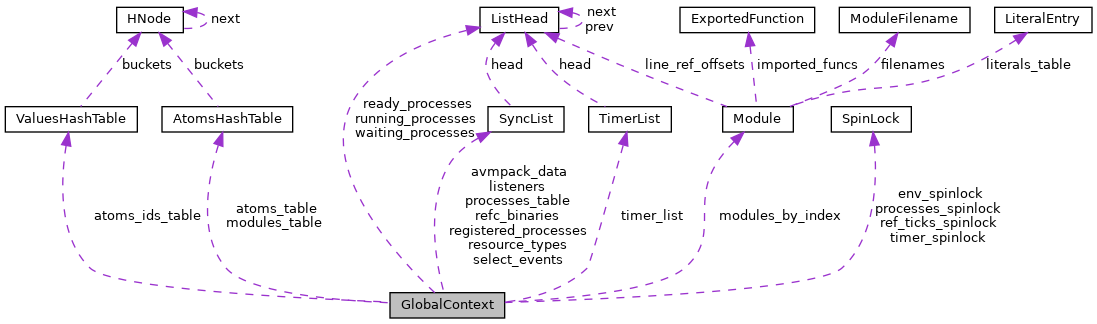 HNode
next
ListHead
next
prev
ExportedFunction
ModuleFilename
LiteralEntry
buckets
buckets
head
head
line_ref_offsets
imported_funcs
filenames
literals_table
ValuesHashTable
AtomsHashTable
ready_processes
running_processes
waiting_processes
SyncList
TimerList
Module
SpinLock
atoms_ids_table
atoms_table
modules_table
avmpack_data
listeners
processes_table
refc_binaries
registered_processes
resource_types
select_events
timer_list
modules_by_index
env_spinlock
processes_spinlock
ref_ticks_spinlock
timer_spinlock
GlobalContext